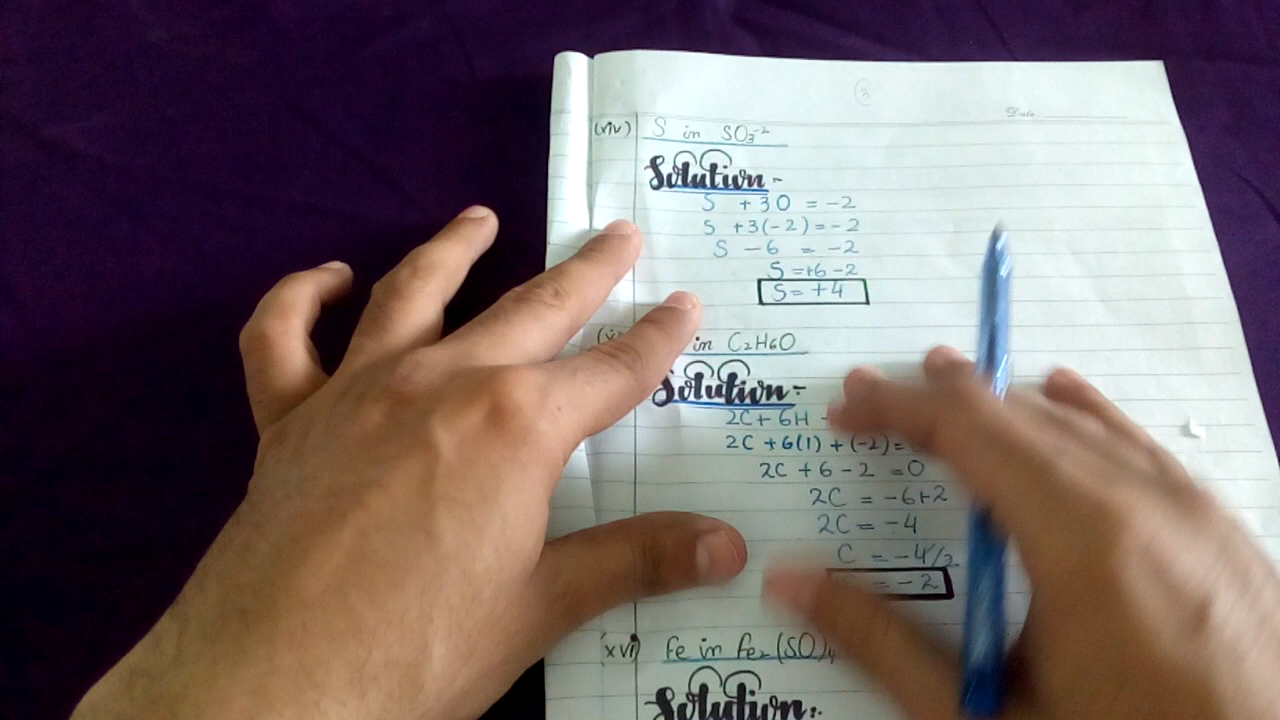 3
Date
(xiv) S in SO₃⁻²
Solution:-
S + 3O = -2
S + 3(-2) = -2
S - 6 = -2
S = +6 - 2
S = +4
in C₂H₆O
Solution:-
2C + 6H
2C + 6(1) + (-2) =
2C + 6 - 2 = 0
2C = -6+2
2C = -4
C = -4/2
= -2
xvi) Fe in Fe₂(SO)₄
Solution:-